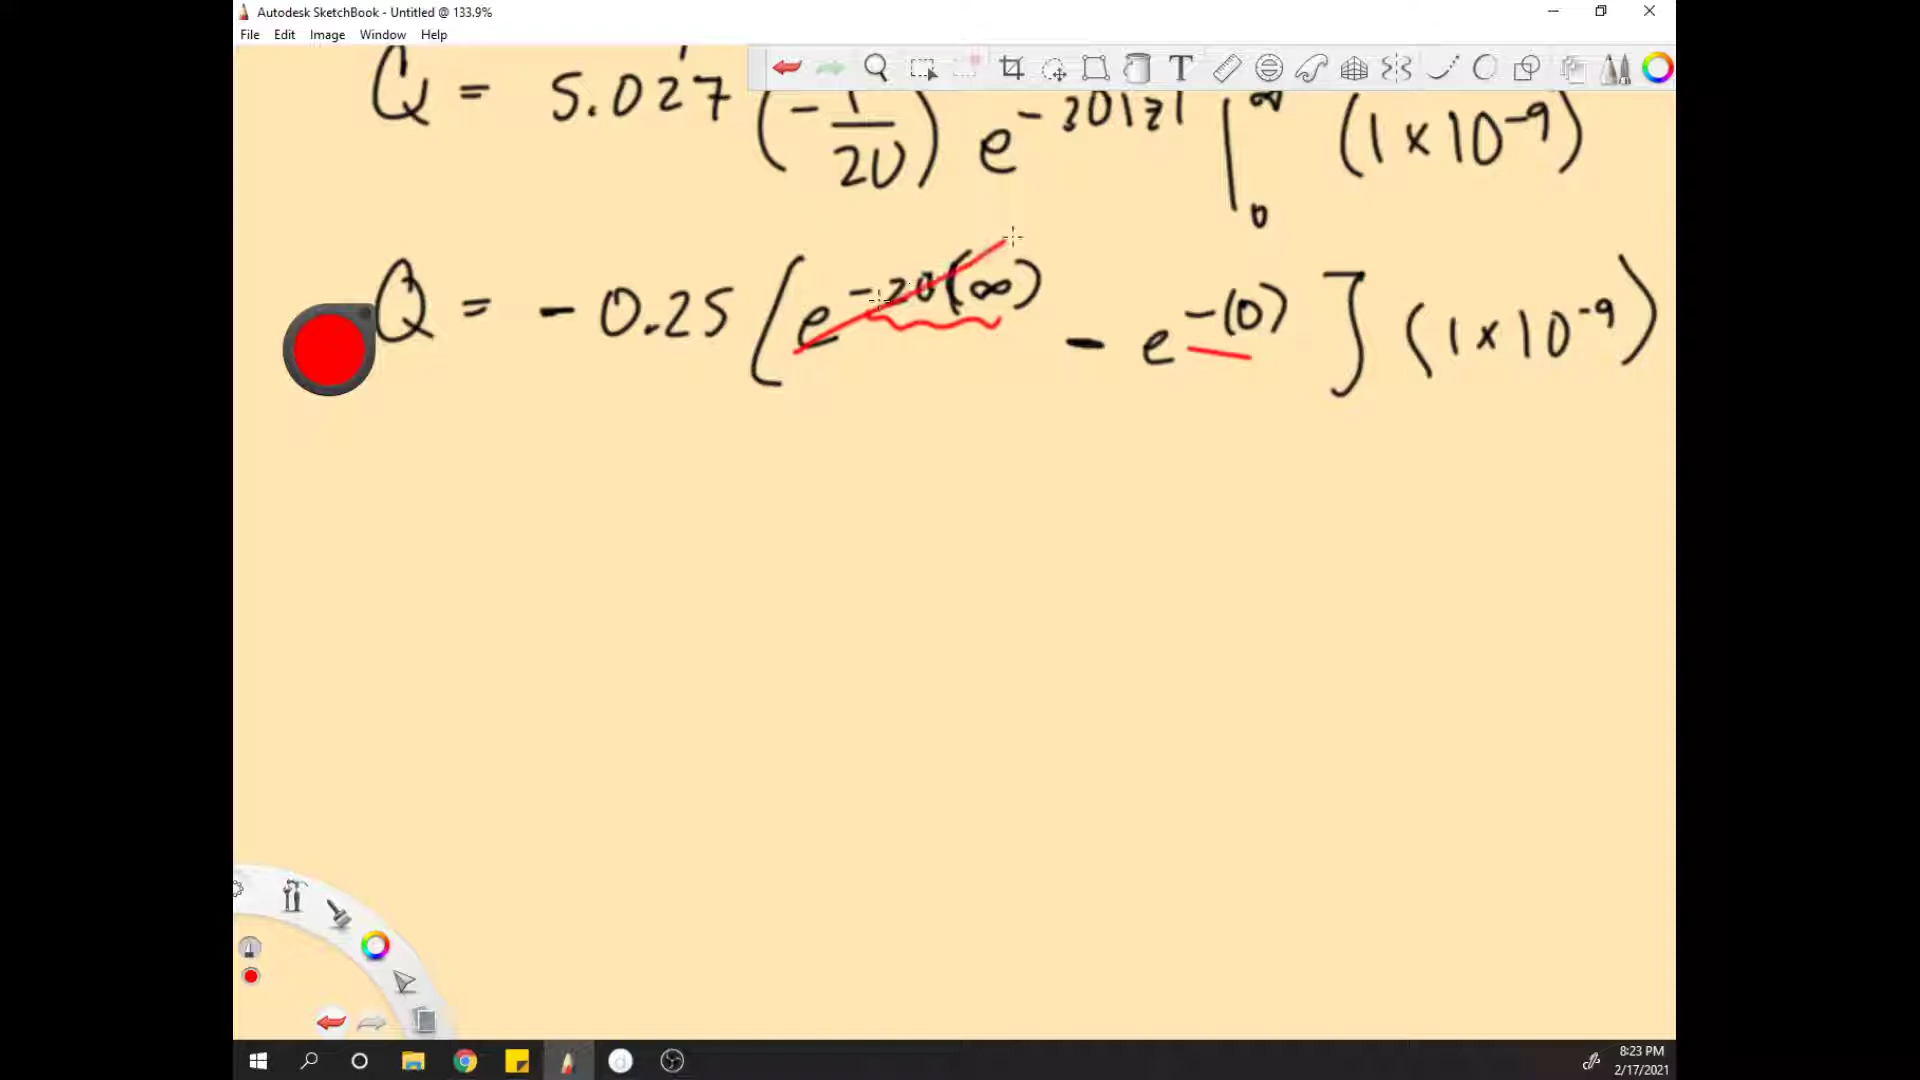 Autodesk SketchBook - Untitled @ 133.9%
File Edit Image Window Help
Q = 5.027 (-1/20) e^-20|z| |_0^∞ (1 x 10^-9)
Q = - 0.25 [e^-20(∞) - e^-(0)] (1 x 10^-9)
8:23 PM
2/17/2021